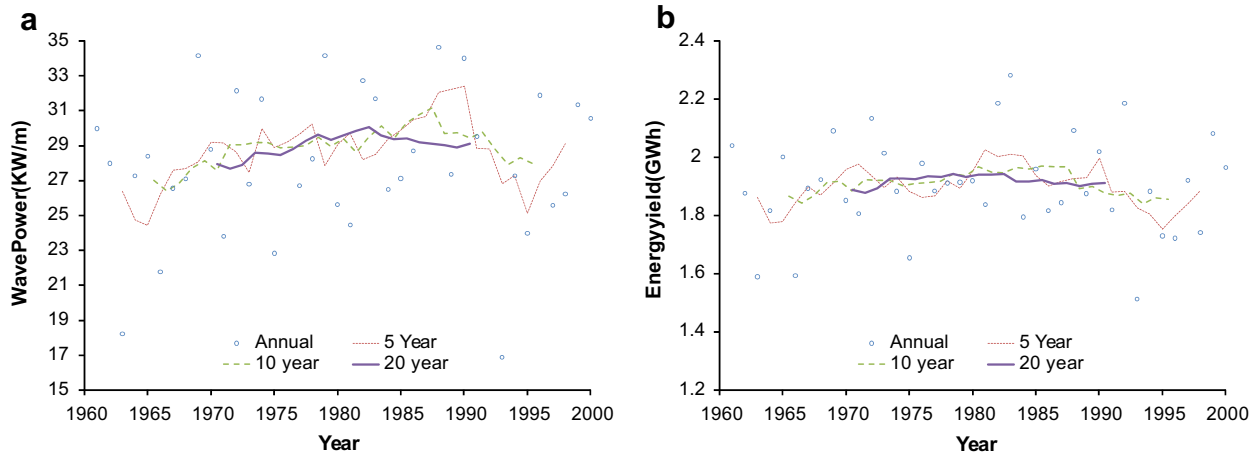 a
WavePower(KW/m)
35
33
31
29
27
25
23
21
19
17
15
Annual
5 Year
10 year
20 year
1960 1965 1970 1975 1980 1985 1990 1995 2000
Year
b
Energyyield(GWh)
2.4
2.2
2
1.8
1.6
1.4
1.2
Annual
5 Year
10 year
20 year
1960 1965 1970 1975 1980 1985 1990 1995 2000
Year